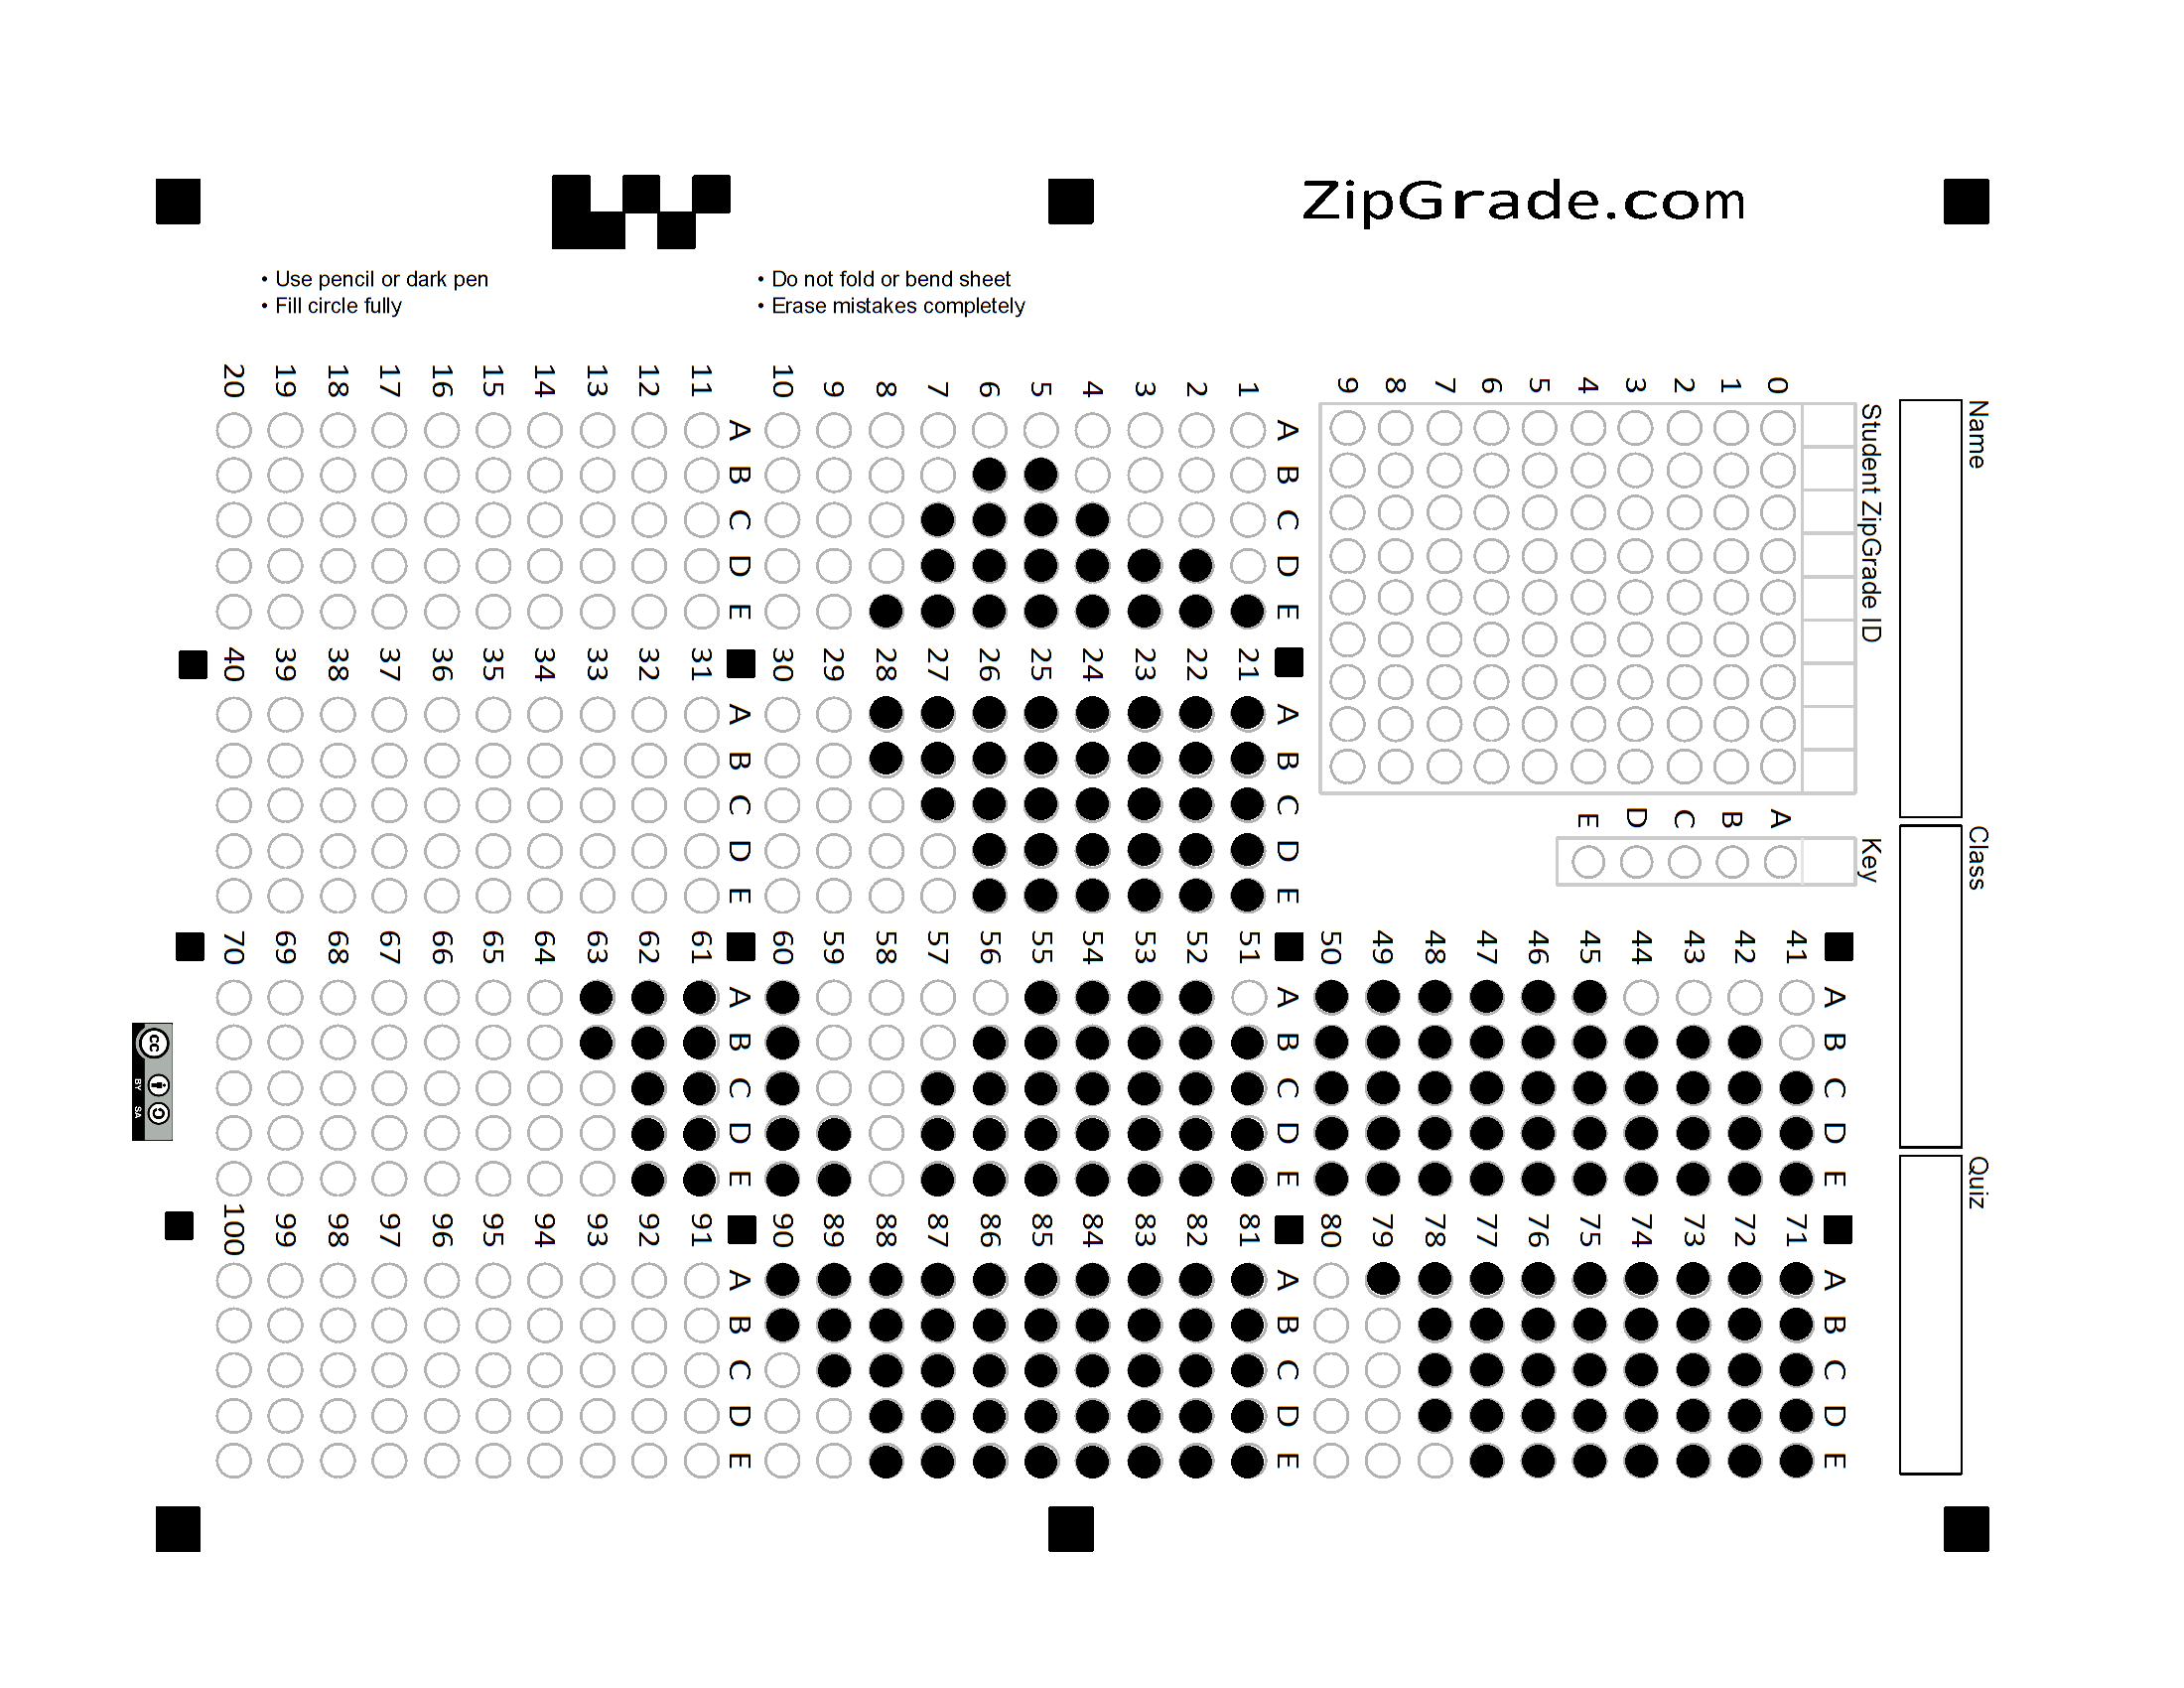 ZipGrade.com
• Use pencil or dark pen
• Fill circle fully
• Do not fold or bend sheet
• Erase mistakes completely
Name
Class
Quiz
Student ZipGrade ID
0 1 2 3 4 5 6 7 8 9
Key
A B C D E
1 2 3 4 5 6 7 8 9 10
A B C D E
11 12 13 14 15 16 17 18 19 20
A B C D E
21 22 23 24 25 26 27 28 29 30
A B C D E
31 32 33 34 35 36 37 38 39 40
A B C D E
41 42 43 44 45 46 47 48 49 50
A B C D E
51 52 53 54 55 56 57 58 59 60
A B C D E
61 62 63 64 65 66 67 68 69 70
A B C D E
71 72 73 74 75 76 77 78 79 80
A B C D E
81 82 83 84 85 86 87 88 89 90
A B C D E
91 92 93 94 95 96 97 98 99 100
A B C D E
cc
BY SA